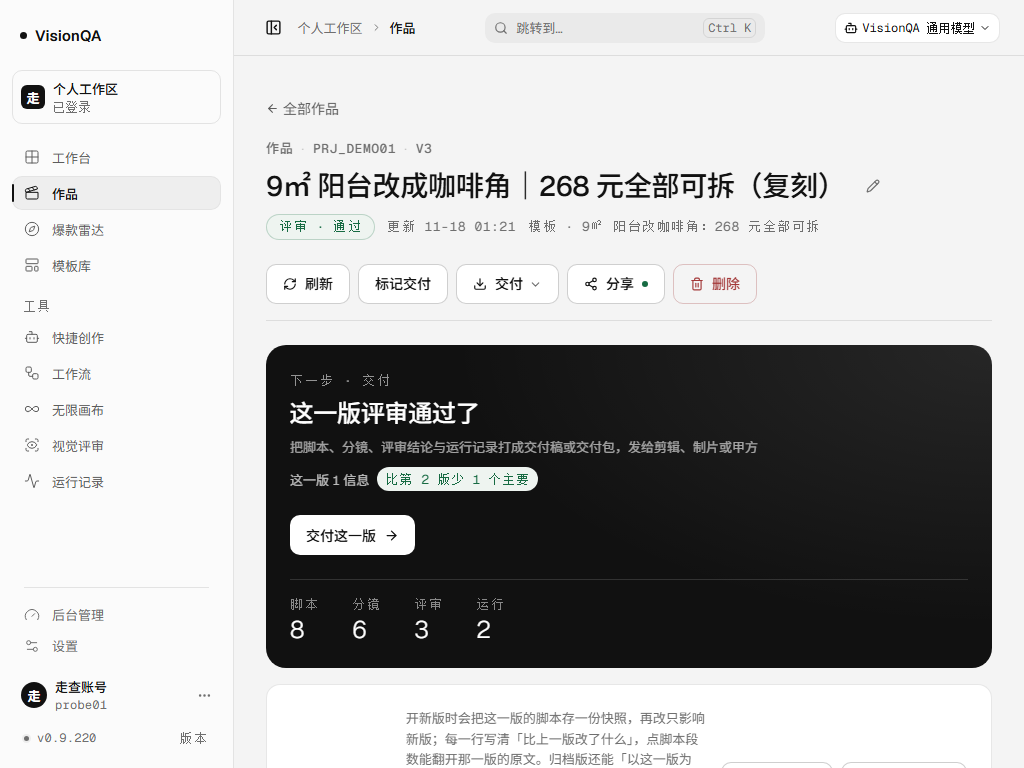 VisionQA
走
个人工作区
已登录
工作台
作品
爆款雷达
模板库
工具
快捷创作
工作流
无限画布
视觉评审
运行记录
后台管理
设置
走
走查账号
probe01
v0.9.220
版本
个人工作区 › 作品
跳转到…
Ctrl K
VisionQA 通用模型
← 全部作品
作品 · PRJ_DEMO01 · V3
9㎡ 阳台改成咖啡角｜268 元全部可拆（复刻）
评审 · 通过
更新 11-18 01:21
模板 · 9㎡ 阳台改咖啡角: 268 元全部可拆
刷新
标记交付
交付
分享
删除
下一步 · 交付
这一版评审通过了
把脚本、分镜、评审结论与运行记录打成交付稿或交付包，发给剪辑、制片或甲方
这一版 1 信息
比第 2 版少 1 个主要
交付这一版 →
脚本 分镜 评审 运行
8 6 3 2
开新版时会把这一版的脚本存一份快照，再改只影响
新版；每一行写清「比上一版改了什么」，点脚本段
数能翻开那一版的原文。归档版还能「以这一版为